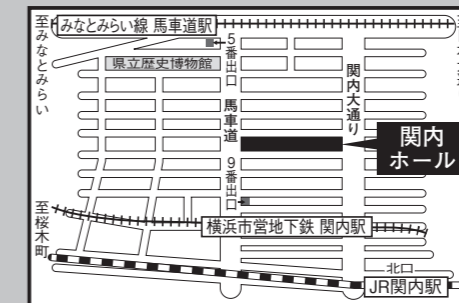 みなとみらい線 馬車道駅
至みなとみらい
5番出口
県立歴史博物館
馬車道
関内大通り
関内
ホール
9番出口
至桜木町
横浜市営地下鉄 関内駅
北口
JR関内駅